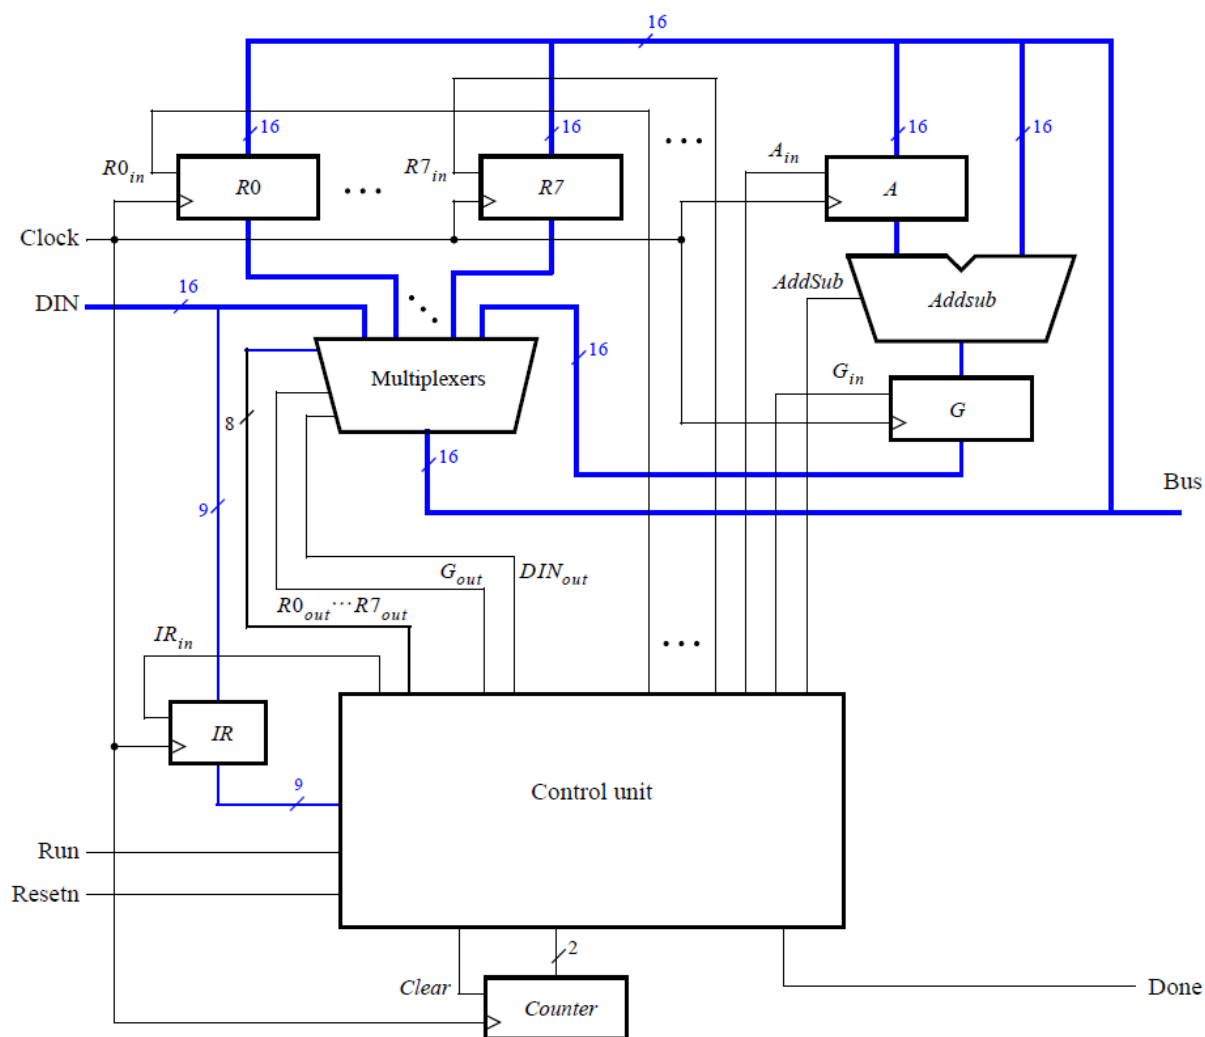 16
16
16
16
16
R0in
R0
...
R7in
R7
...
Ain
A
Clock
DIN
16
AddSub
Addsub
Multiplexers
16
Gin
G
8
16
Bus
9
Gout
DINout
R0out...R7out
IRin
...
IR
9
Control unit
Run
Resetn
2
Clear
Counter
Done